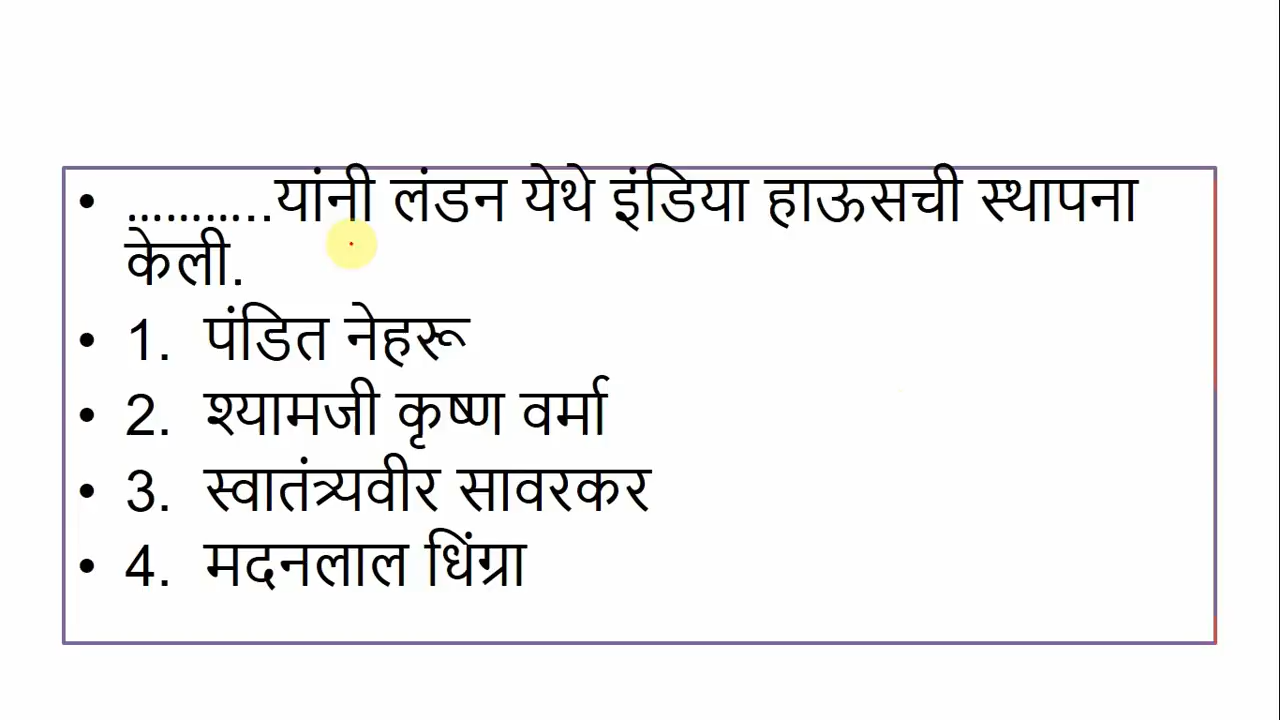 • ………..यांनी लंडन येथे इंडिया हाऊसची स्थापना
केली.
• 1. पंडित नेहरू
• 2. श्यामजी कृष्ण वर्मा
• 3. स्वातंत्र्यवीर सावरकर
• 4. मदनलाल धिंग्रा